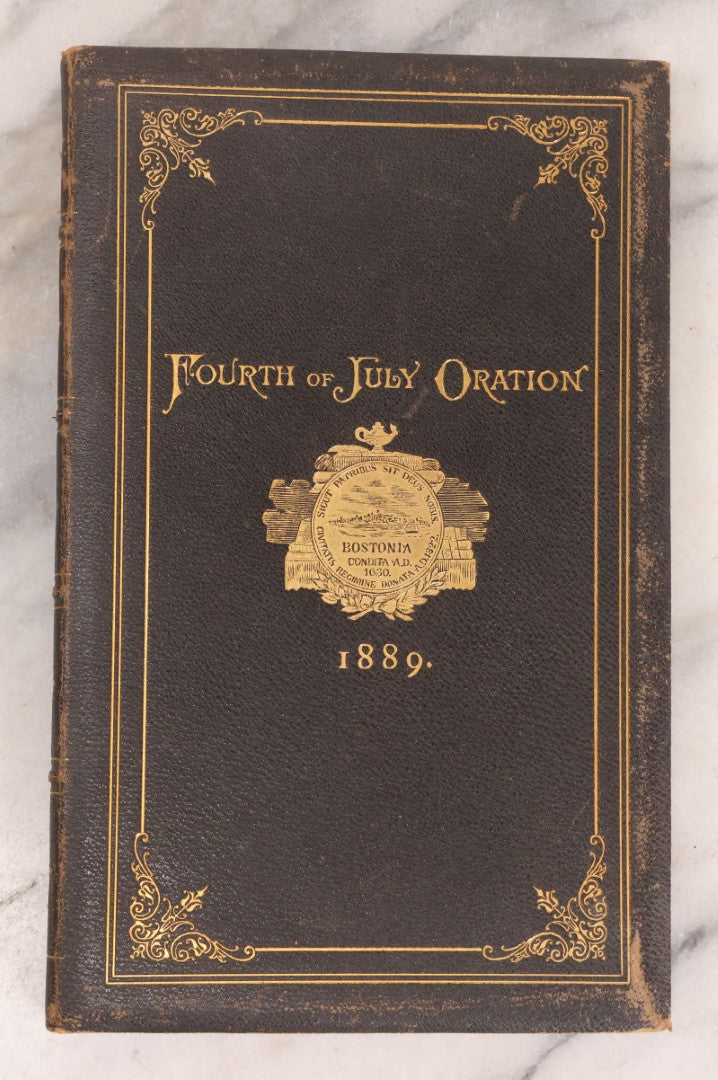 FOURTH OF JULY ORATION
SICUT PATRIBUS SIT DEUS NOBIS.
BOSTONIA
CONDITA A.D.
1630.
CIVITATIS REGIMINE DONATA A.D. 1822.
1889.